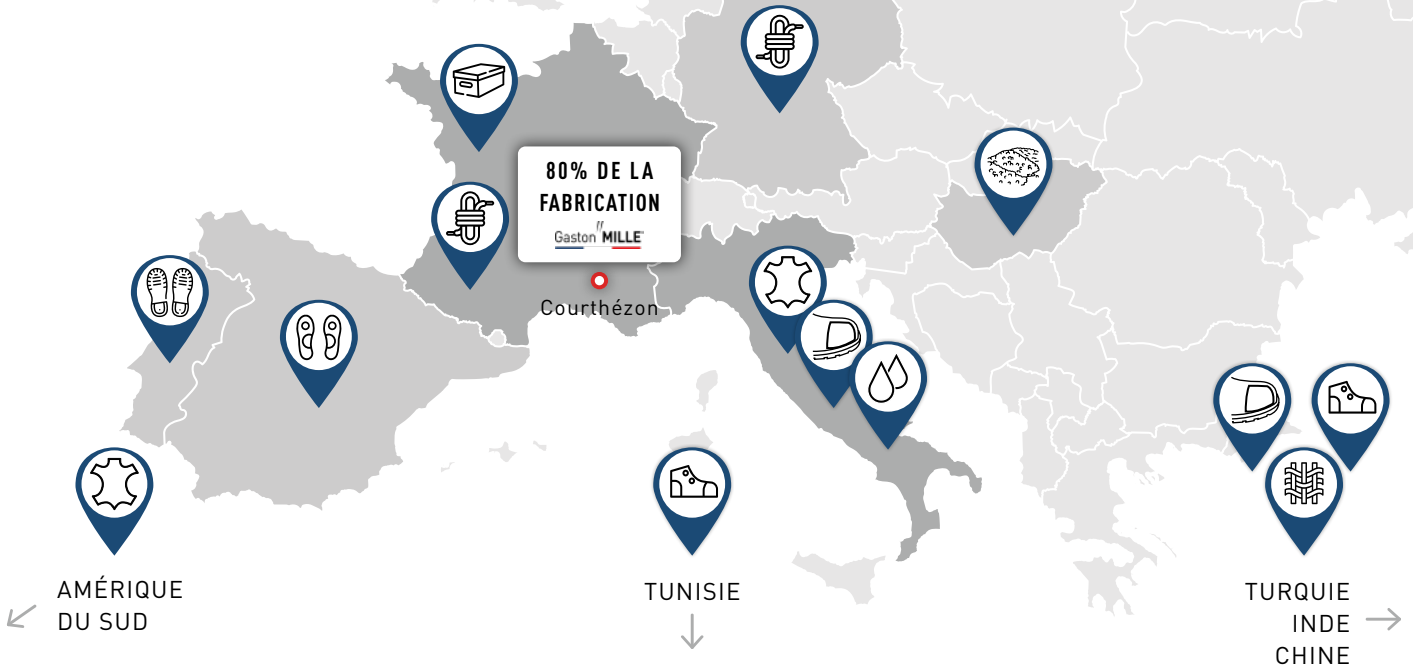 80% DE LA
FABRICATION
Gaston MILLE
Courthézon
AMÉRIQUE
DU SUD
TUNISIE
TURQUIE
INDE
CHINE